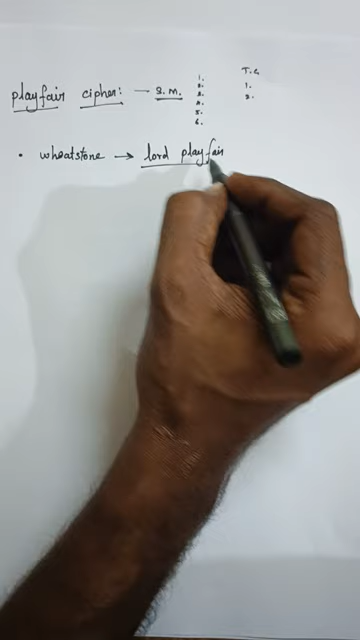 playfair cipher: — S.M.
1.
2.
3.
4.
5.
6.
T.C
1.
2.
• wheatstone → lord playfair